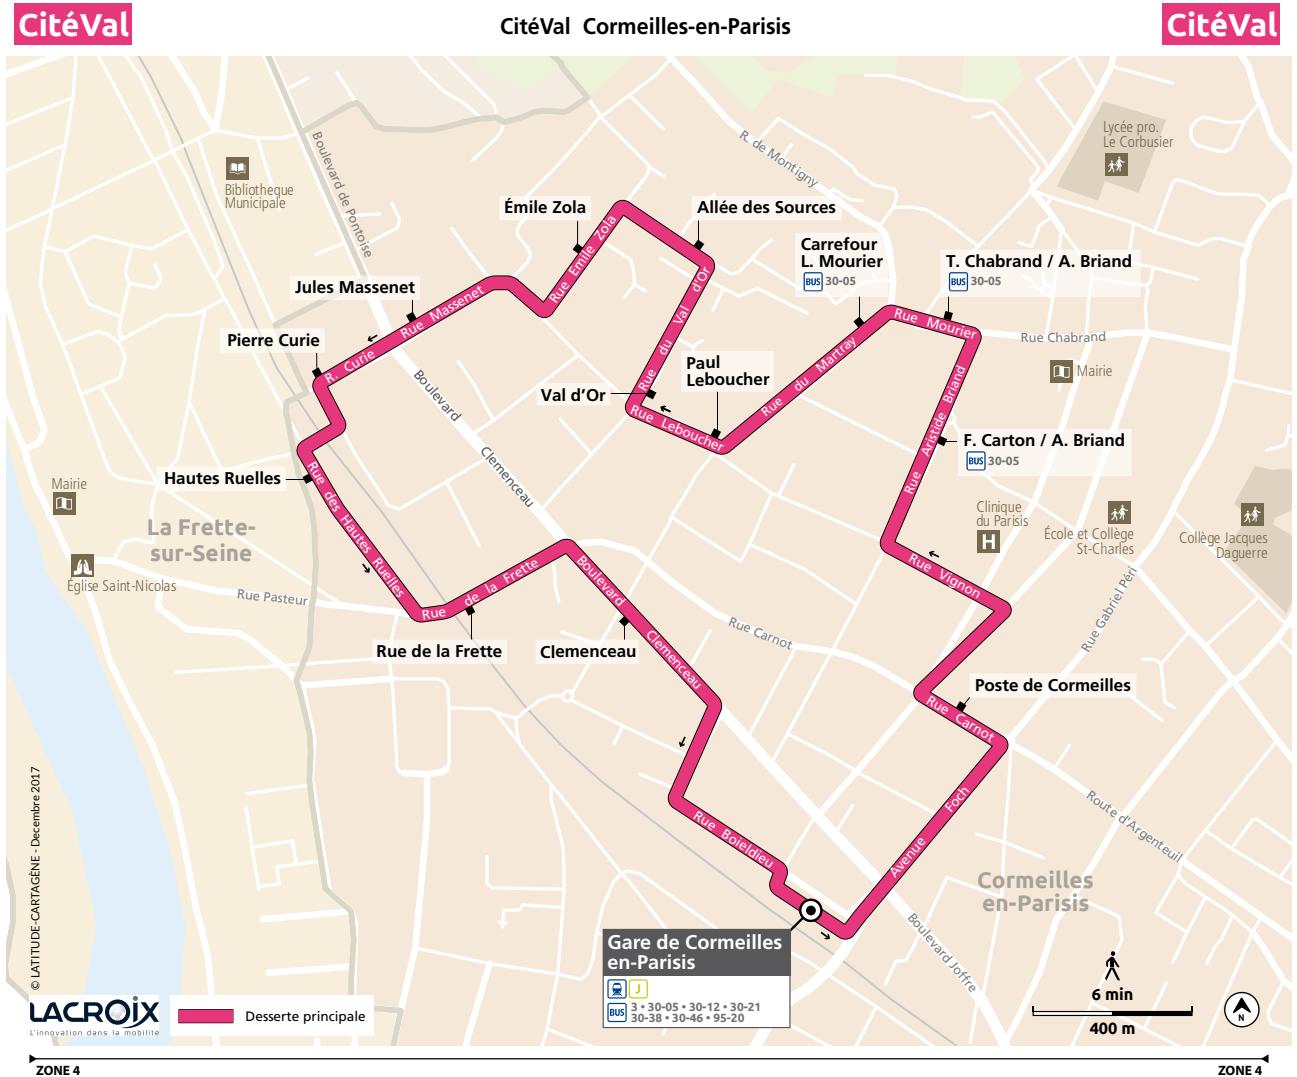 CitéVal
CitéVal Cormeilles-en-Parisis
CitéVal
Lycée pro.
Le Corbusier
R. de Montigny
Boulevard de Pontoise
Bibliotheque
Municipale
Émile Zola
Allée des Sources
Rue Emile Zola
Carrefour
L. Mourier
BUS 30-05
T. Chabrand / A. Briand
BUS 30-05
Jules Massenet
Rue Massenet
Rue du Val d'Or
Rue Mourier
Rue Chabrand
Pierre Curie
R. Curie
Paul
Leboucher
Rue du Martray
Mairie
Val d'Or
Rue Leboucher
Boulevard Clemenceau
Rue Aristide Briand
F. Carton / A. Briand
BUS 30-05
Hautes Ruelles
Rue des Hautes Ruelles
Mairie
La Frette-
sur-Seine
Clinique
du Parisis
H
École et Collège
St-Charles
Collège Jacques
Daguerre
Église Saint-Nicolas
Rue Pasteur
Rue de la Frette
Boulevard Clemenceau
Rue Vignon
Rue Gabriel Péri
Rue Carnot
Rue de la Frette
Clemenceau
Poste de Cormeilles
Rue Carnot
Rue Boieldieu
Avenue Foch
Route d'Argenteuil
Cormeilles
en-Parisis
Boulevard Joffre
Gare de Cormeilles
en-Parisis
J
BUS 3 • 30-05 • 30-12 • 30-21
30-38 • 30-46 • 95-20
6 min
400 m
N
© LATITUDE-CARTAGÈNE - Decembre 2017
LACROIX
L'innovation dans la mobilité
Desserte principale
ZONE 4
ZONE 4